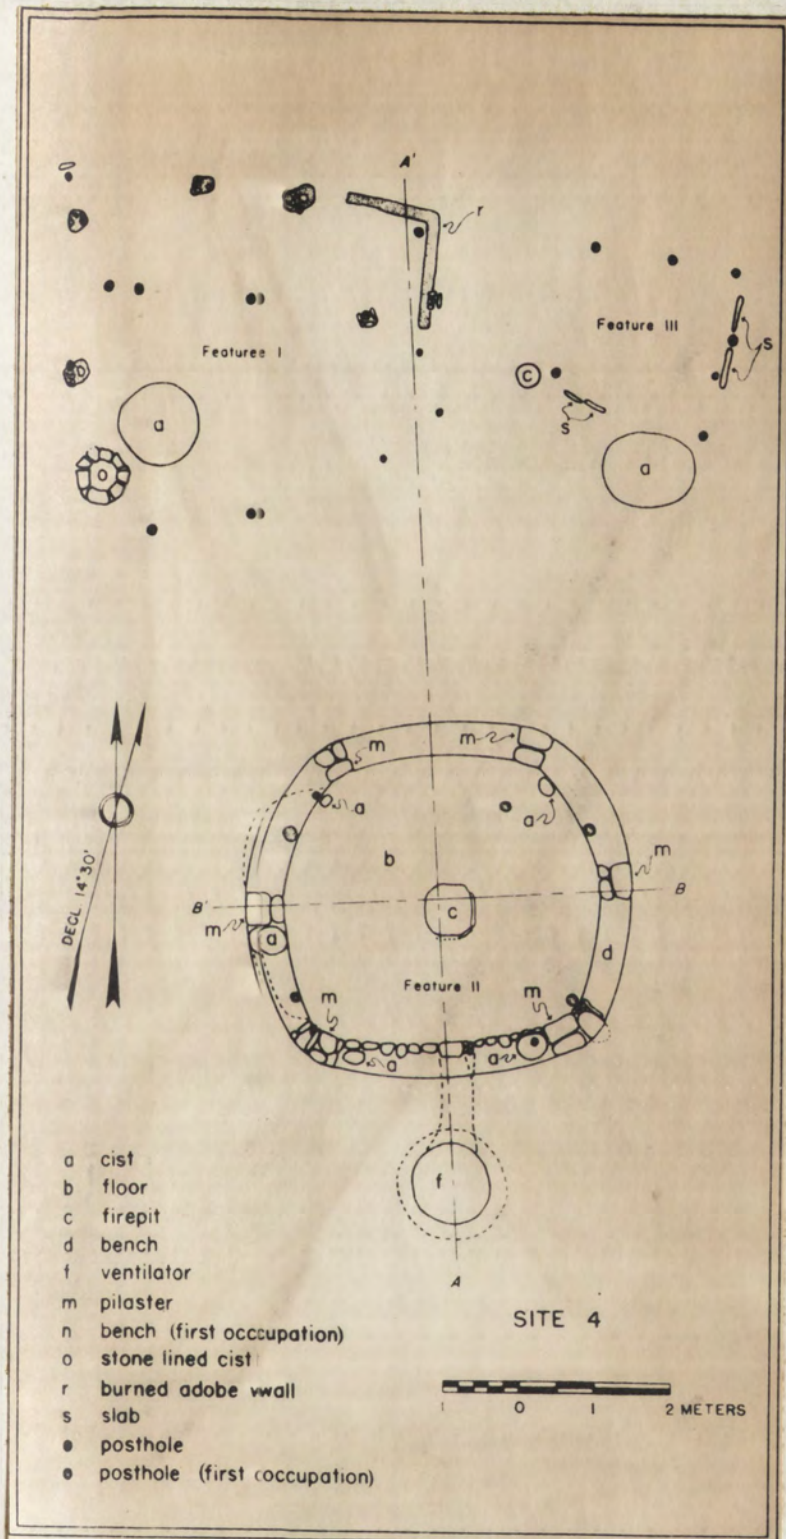 A'
r
Feature III
s
Featuree I
c
s
a
a
o
m
m
a
a
b
m
DECL 14°30'
B'
c
B
m
a
d
Feature II
m
m
a
a
f
A
a cist
b floor
c firepit
d bench
f ventilator
m pilaster
n bench (first occcupation)
o stone lined cist
r burned adobe vwall
s slab
posthole
posthole (first coccupation)
SITE 4
1 0 1 2 METERS